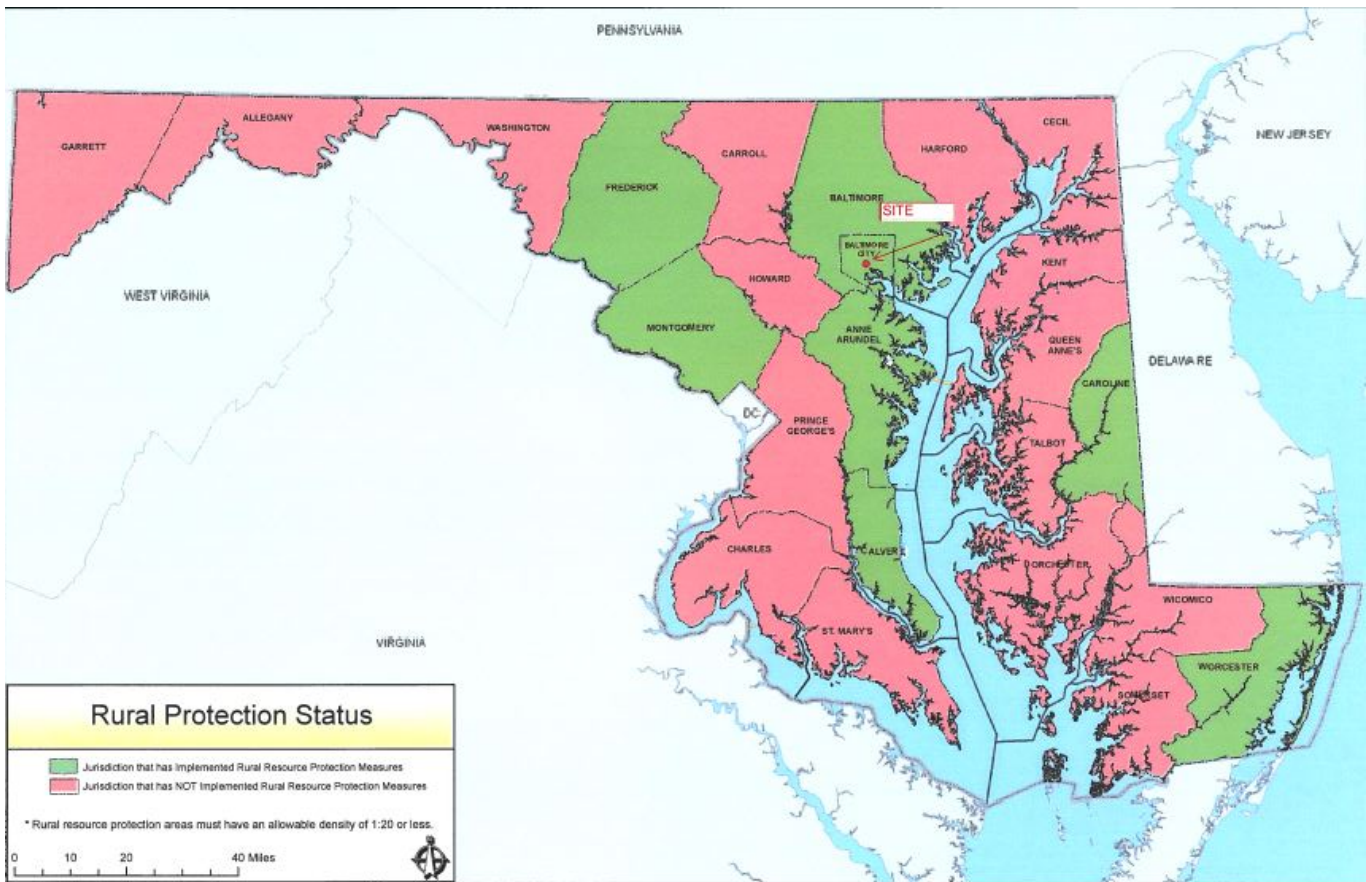 PENNSYLVANIA
NEW JERSEY
GARRETT
ALLEGANY
WASHINGTON
FREDERICK
CARROLL
BALTIMORE
HARFORD
CECIL
SITE
BALTIMORE
CITY
KENT
HOWARD
WEST VIRGINIA
MONTGOMERY
ANNE
ARUNDEL
QUEEN
ANNE'S
DELAWARE
CAROLINE
DC
PRINCE
GEORGE'S
TALBOT
CHARLES
CALVERT
DORCHESTER
WICOMICO
ST. MARY'S
VIRGINIA
WORCESTER
SOMERSET
Rural Protection Status
Jurisdiction that has Implemented Rural Resource Protection Measures
Jurisdiction that has NOT Implemented Rural Resource Protection Measures
* Rural resource protection areas must have an allowable density of 1:20 or less.
0 10 20 40 Miles